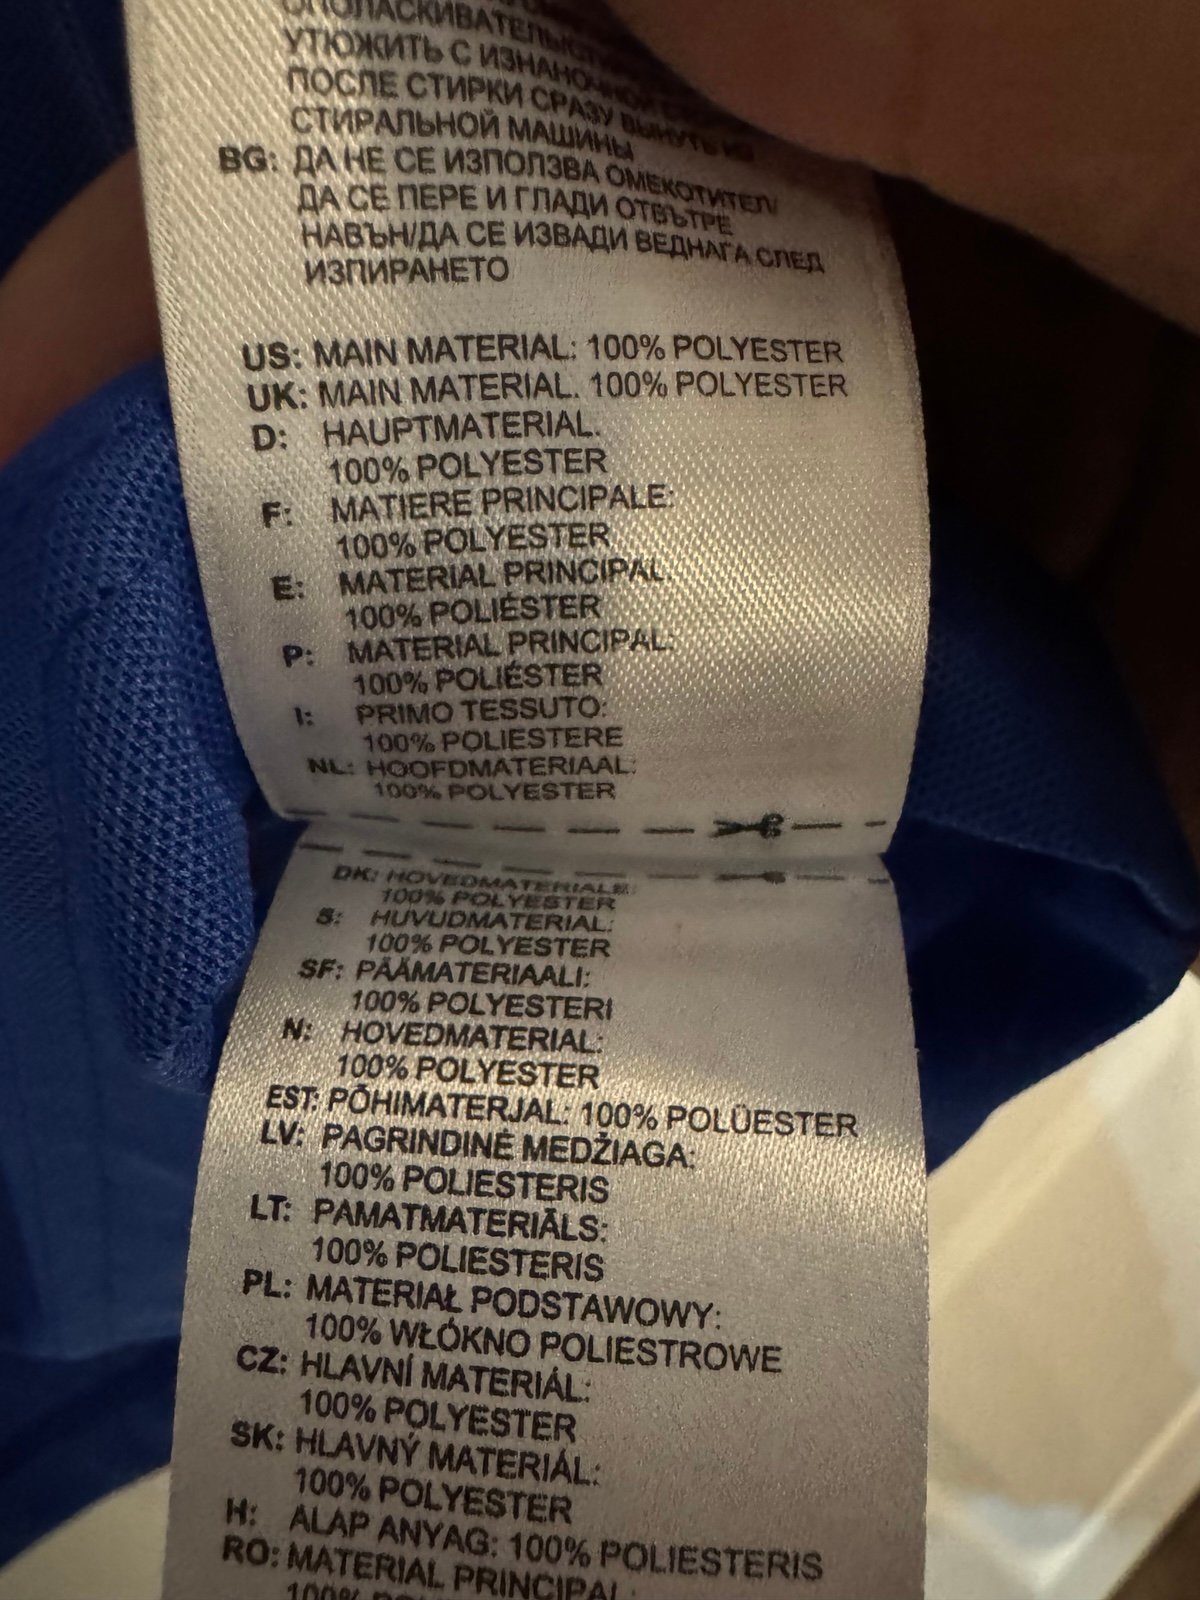 ОПОЛАСКИВАТЕЛЬ
УТЮЖИТЬ С ИЗНАНОЧНОЙ
ПОСЛЕ СТИРКИ СРАЗУ ВЫНУТЬ ИЗ
СТИРАЛЬНОЙ МАШИНЫ
BG: ДА НЕ СЕ ИЗПОЛЗВА ОМЕКОТИТЕЛ/
ДА СЕ ПЕРЕ И ГЛАДИ ОТВЪТРЕ
НАВЪН/ДА СЕ ИЗВАДИ ВЕДНАГА СЛЕД
ИЗПИРАНЕТО
US: MAIN MATERIAL: 100% POLYESTER
UK: MAIN MATERIAL. 100% POLYESTER
D: HAUPTMATERIAL.
100% POLYESTER
F: MATIERE PRINCIPALE:
100% POLYESTER
E: MATERIAL PRINCIPAL.
100% POLIÉSTER
P: MATERIAL PRINCIPAL:
100% POLIÉSTER
I: PRIMO TESSUTO:
100% POLIESTERE
NL: HOOFDMATERIAAL:
100% POLYESTER
DK: HOVEDMATERIALE:
100% POLYESTER
S: HUVUDMATERIAL:
100% POLYESTER
SF: PÄÄMATERIAALI:
100% POLYESTERI
N: HOVEDMATERIAL:
100% POLYESTER
EST: PÕHIMATERJAL: 100% POLÜESTER
LV: PAGRINDINĖ MEDŽIAGA:
100% POLIESTERIS
LT: PAMATMATERIĀLS:
100% POLIESTERIS
PL: MATERIAŁ PODSTAWOWY:
100% WŁÓKNO POLIESTROWE
CZ: HLAVNÍ MATERIÁL:
100% POLYESTER
SK: HLAVNÝ MATERIÁL:
100% POLYESTER
H: ALAP ANYAG: 100% POLIESTERIS
RO: MATERIAL PRINCIPAL:
100%